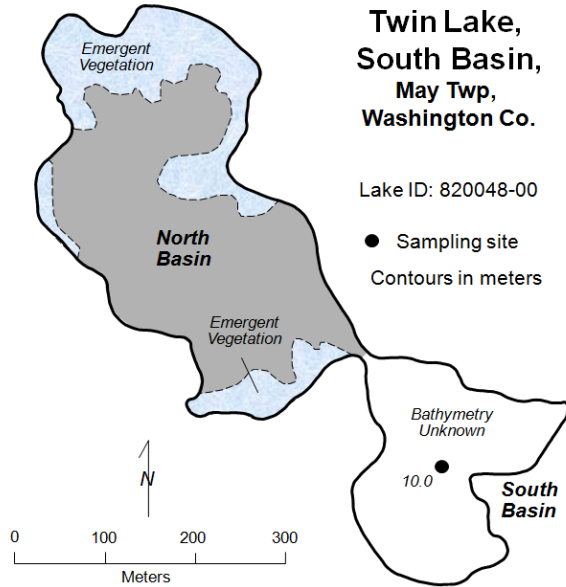 Twin Lake,
South Basin,
May Twp,
Washington Co.
Lake ID: 820048-00
Sampling site
Contours in meters
Emergent
Vegetation
North
Basin
Emergent
Vegetation
Bathymetry
Unknown
10.0
South
Basin
N
0 100 200 300
Meters